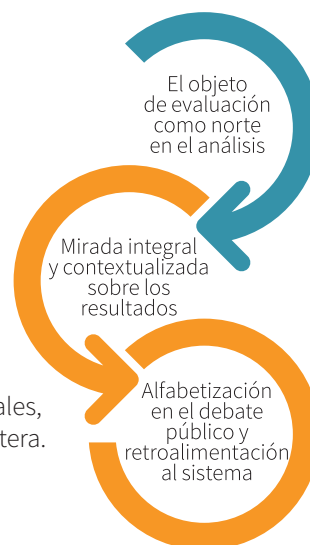 El objeto
de evaluación
como norte
en el análisis
Mirada integral
y contextualizada
sobre los
resultados
ales,
tera.
Alfabetización
en el debate
público y
retroalimentación
al sistema